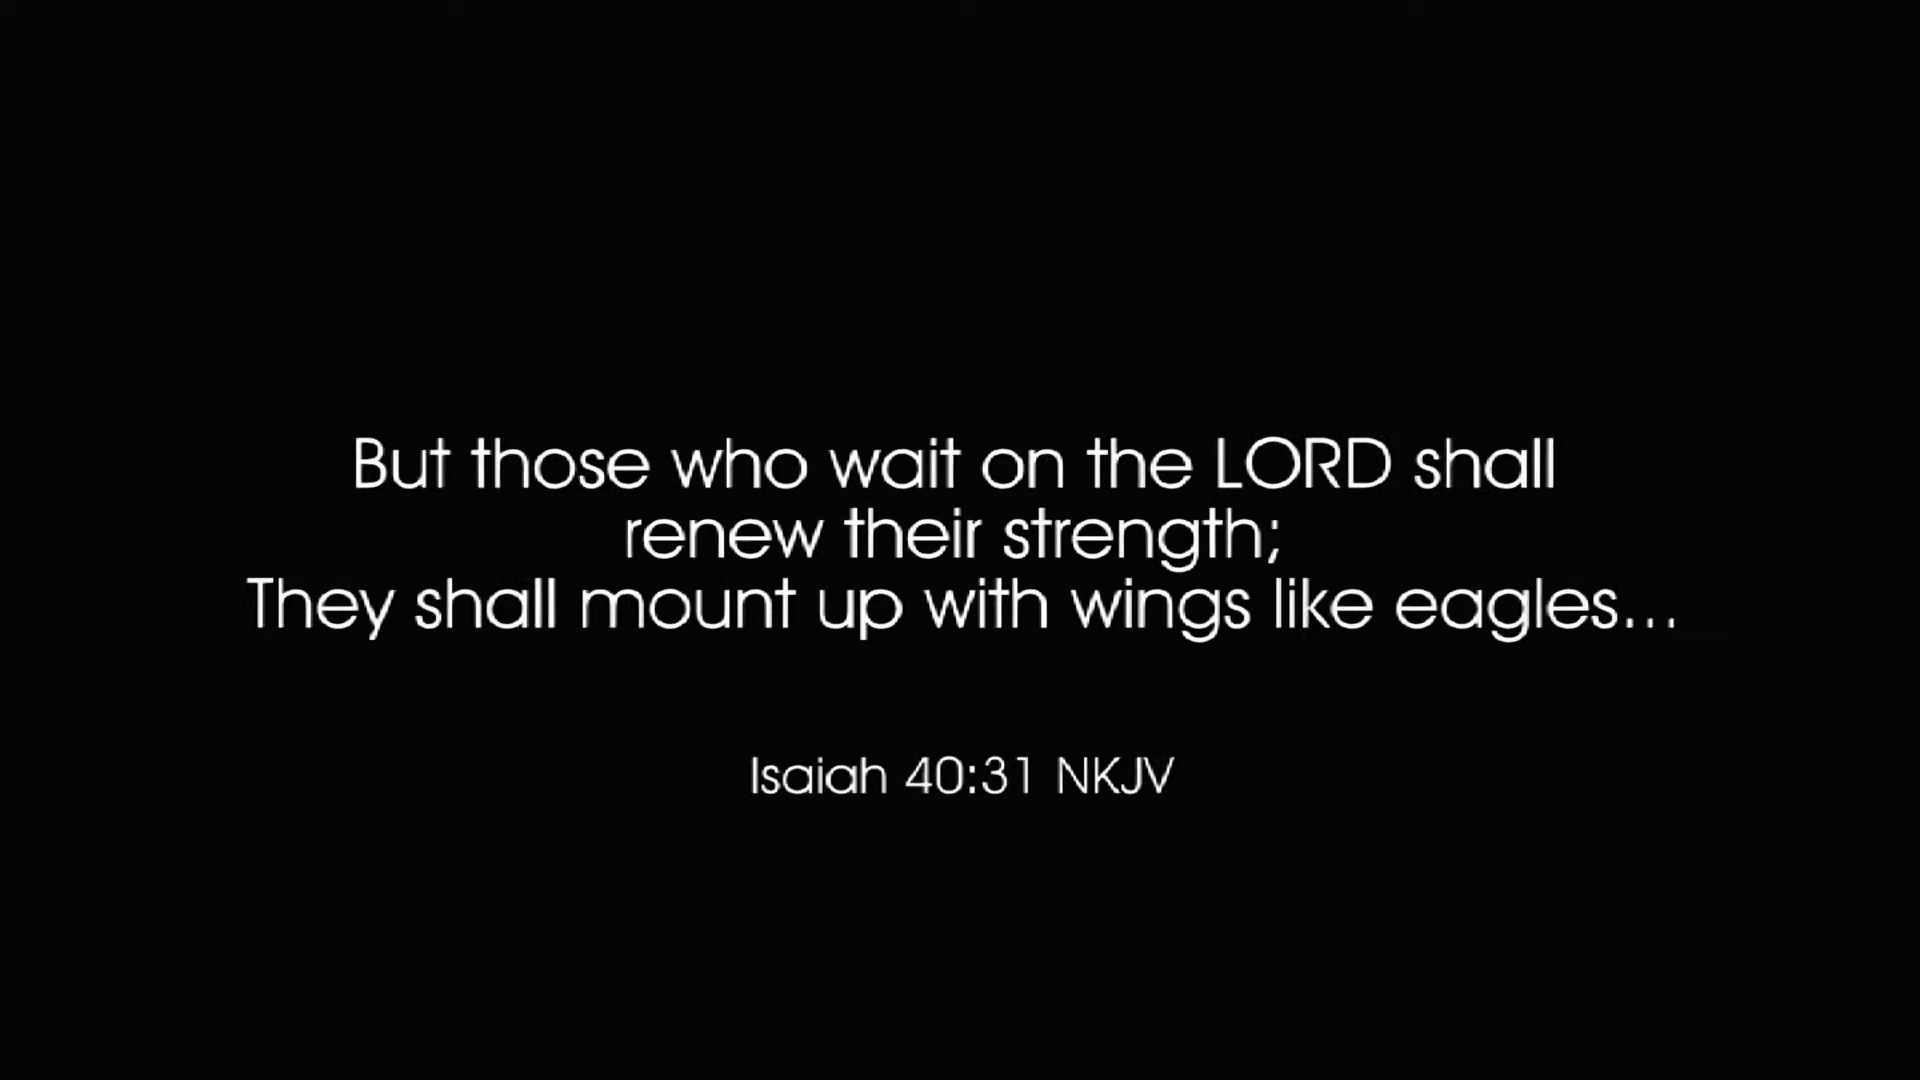 But those who wait on the LORD shall
renew their strength;
They shall mount up with wings like eagles...
Isaiah 40:31 NKJV